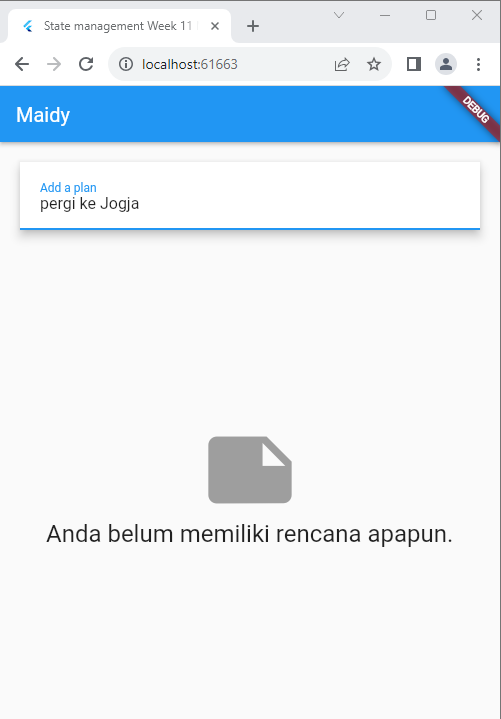 State management Week 11
localhost:61663
Maidy
DEBUG
Add a plan
pergi ke Jogja
Anda belum memiliki rencana apapun.